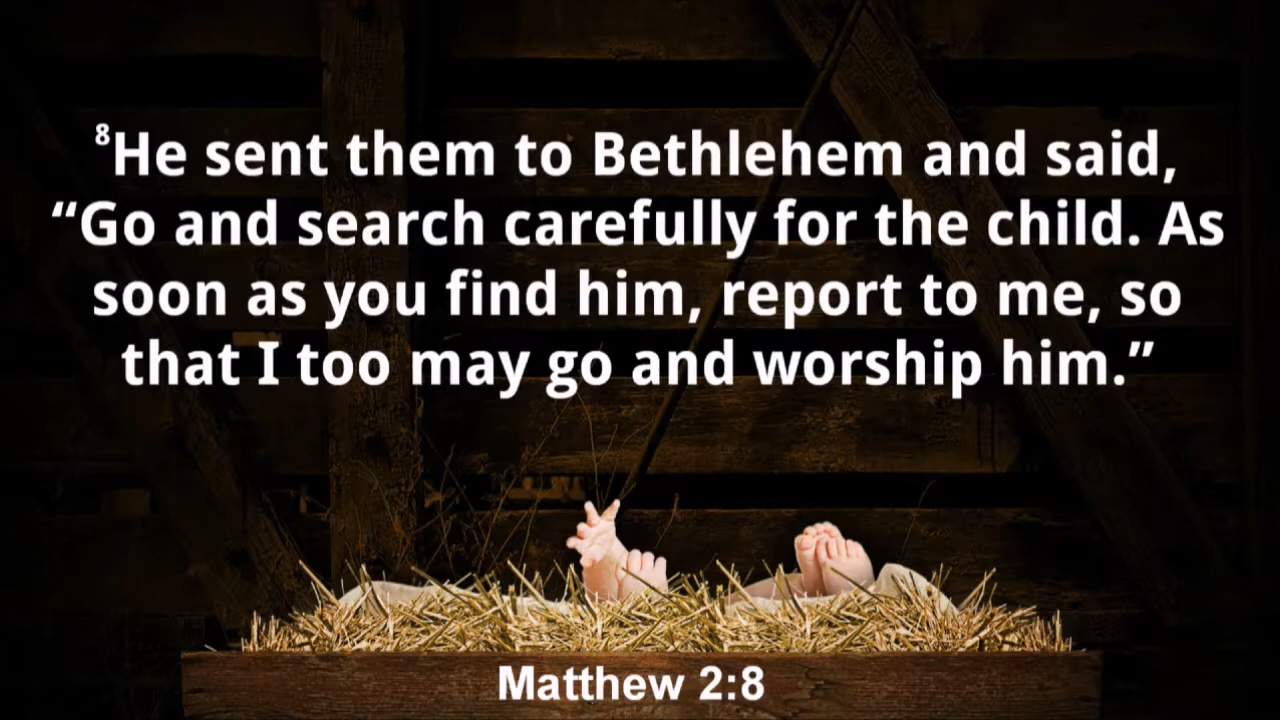 ⁸He sent them to Bethlehem and said,
“Go and search carefully for the child. As
soon as you find him, report to me, so
that I too may go and worship him.”
Matthew 2:8